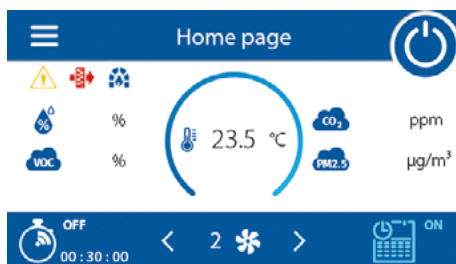 Home page
% %
CO₂ ppm
23.5 °C
VOC %
PM2.5 µg/m³
OFF
00:30:00
< 2 >
ON